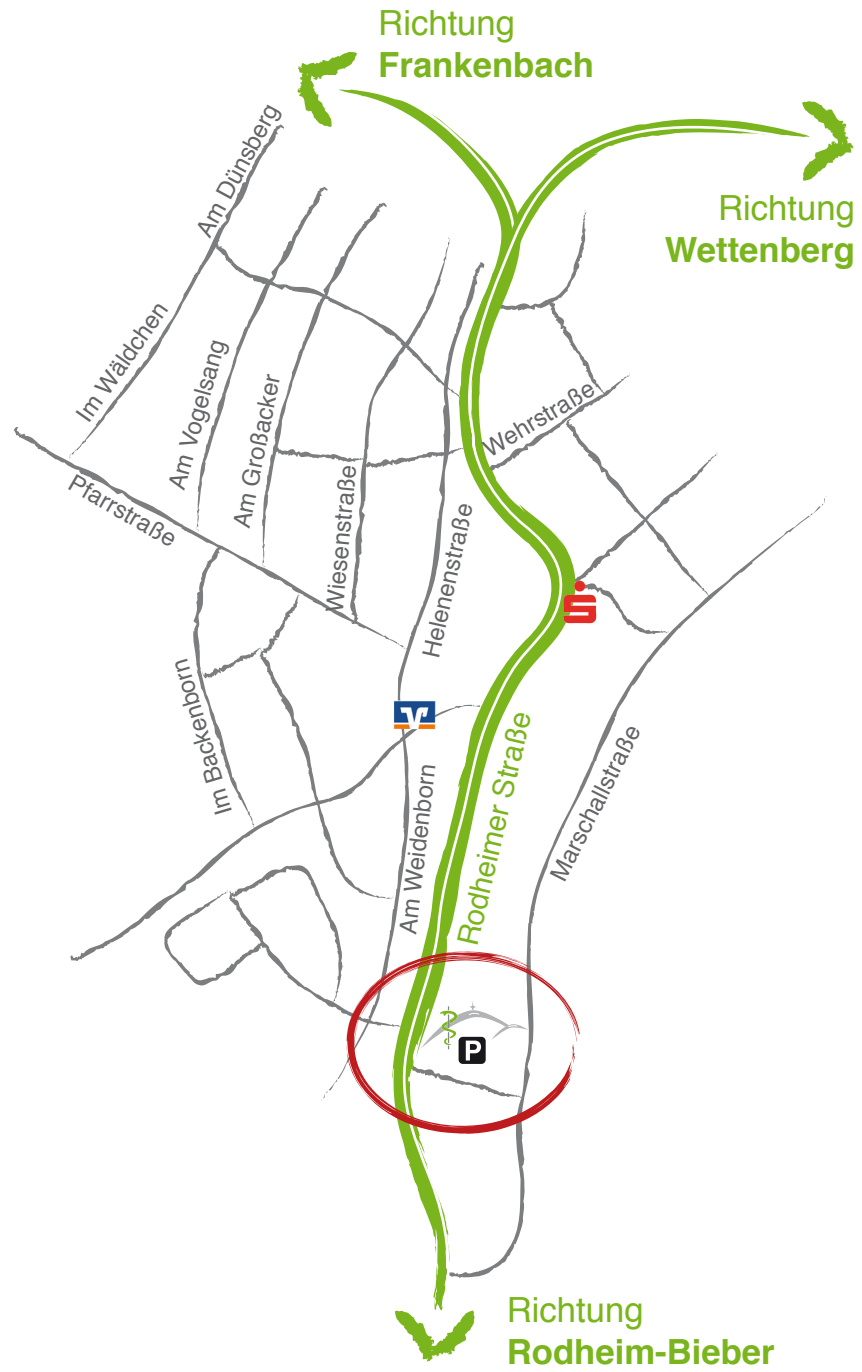 Richtung
Frankenbach
Richtung
Wettenberg
Am Dünsberg
Im Wäldchen
Am Vogelsang
Am Großacker
Pfarrstraße
Wiesenstraße
Helenenstraße
Wehrstraße
Im Backenborn
Am Weidenborn
Rodheimer Straße
Marschallstraße
P
Richtung
Rodheim-Bieber